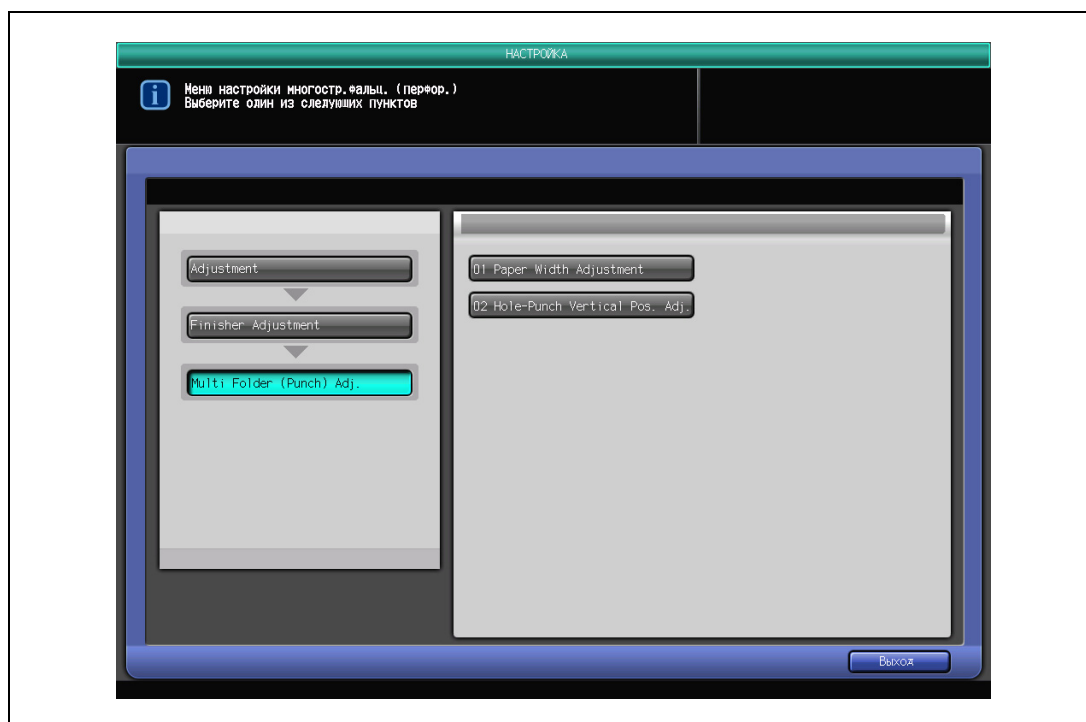 НАСТРОЙКА
Меню настройки многостр.фальц. (перфор.)
Выберите один из следующих пунктов
Adjustment
Finisher Adjustment
Multi Folder (Punch) Adj.
01 Paper Width Adjustment
02 Hole-Punch Vertical Pos. Adj.
Выход